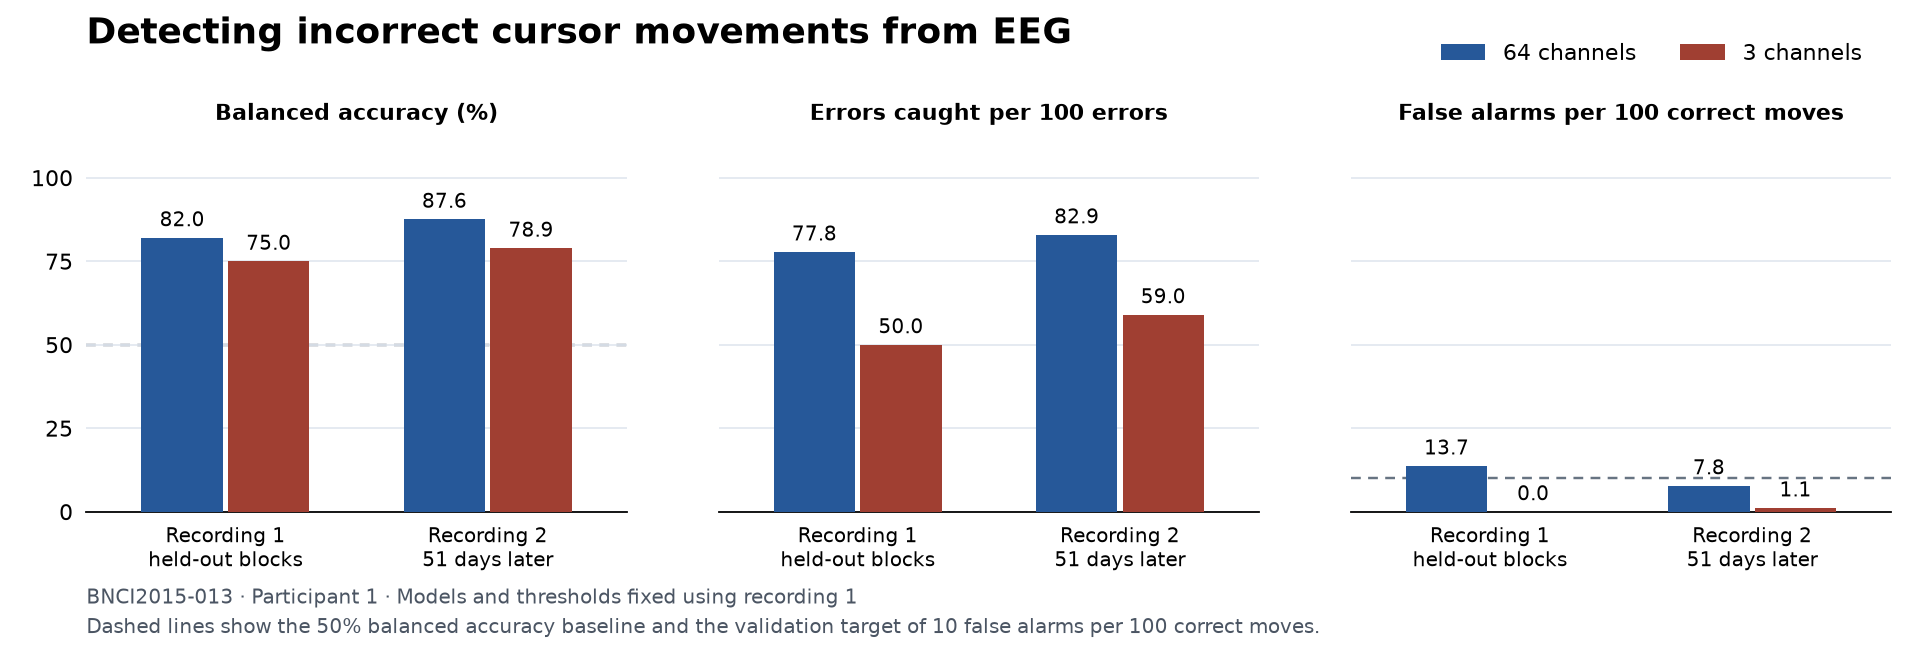 Detecting incorrect cursor movements from EEG
64 channels
3 channels
Balanced accuracy (%)
Errors caught per 100 errors
False alarms per 100 correct moves
100
75
50
25
0
82.0
75.0
87.6
78.9
77.8
50.0
82.9
59.0
13.7
0.0
7.8
1.1
Recording 1
held-out blocks
Recording 2
51 days later
Recording 1
held-out blocks
Recording 2
51 days later
Recording 1
held-out blocks
Recording 2
51 days later
BNCI2015-013 · Participant 1 · Models and thresholds fixed using recording 1
Dashed lines show the 50% balanced accuracy baseline and the validation target of 10 false alarms per 100 correct moves.